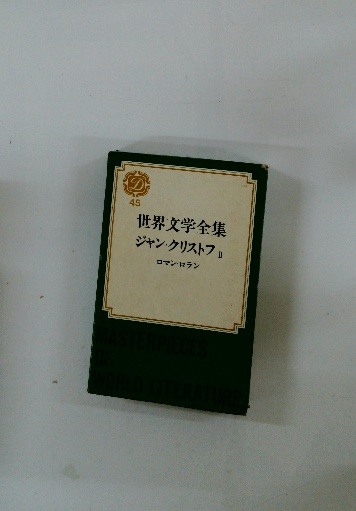 D
45
世界文学全集
ジャン・クリストフ II
ロマン・ロラン
MASTERPIECES
OF
WORLD LITERATURE